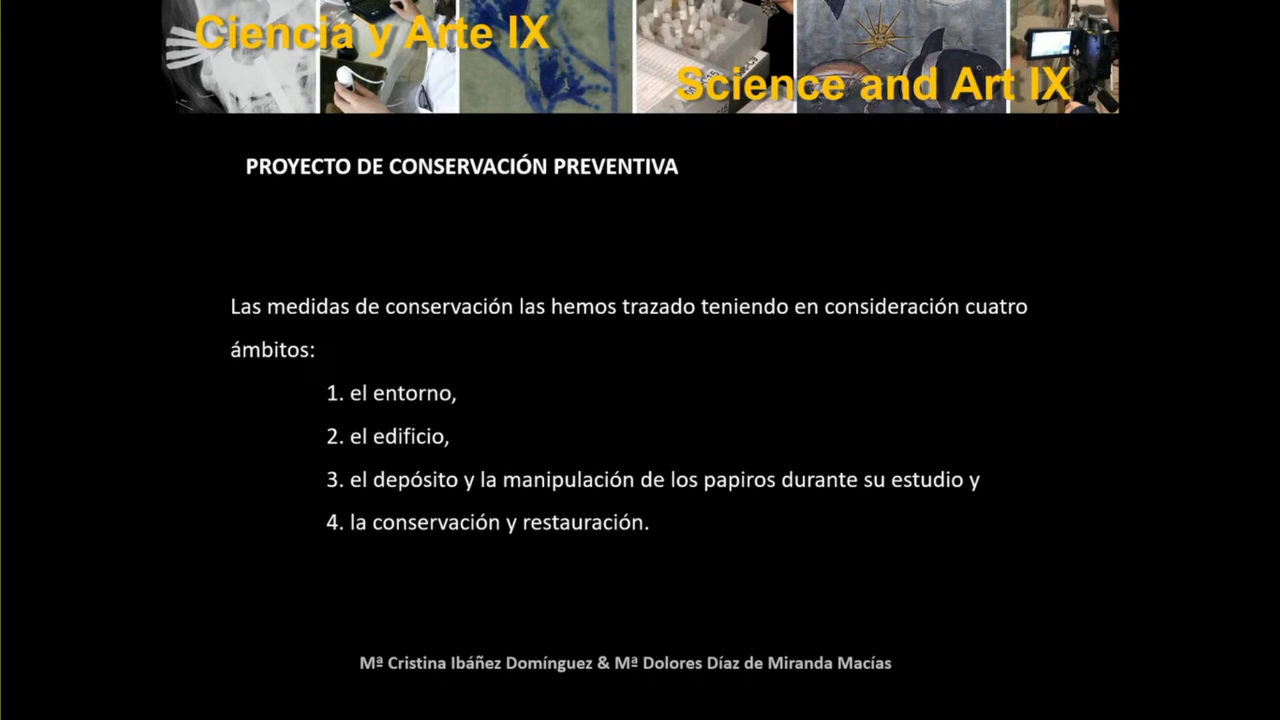 Ciencia y Arte IX
Science and Art IX
PROYECTO DE CONSERVACIÓN PREVENTIVA
Las medidas de conservación las hemos trazado teniendo en consideración cuatro
ámbitos:
1. el entorno,
2. el edificio,
3. el depósito y la manipulación de los papiros durante su estudio y
4. la conservación y restauración.
Mª Cristina Ibáñez Domínguez & Mª Dolores Díaz de Miranda Macías